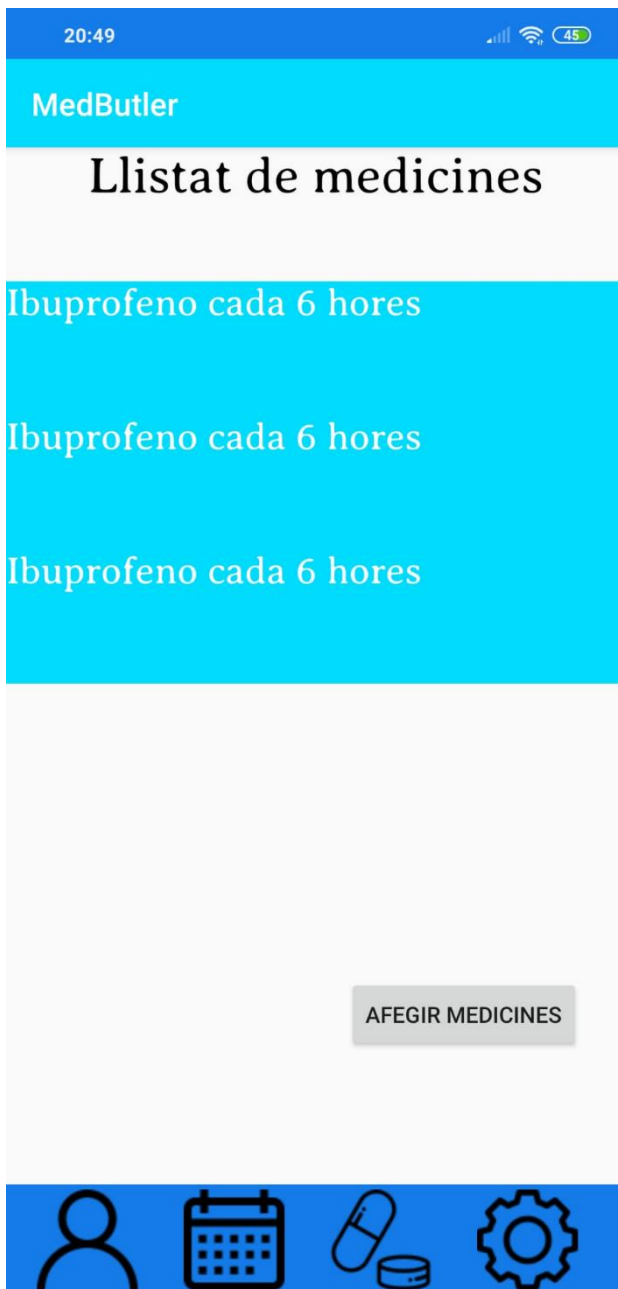 20:49
45
MedButler
Llistat de medicines
Ibuprofeno cada 6 hores
Ibuprofeno cada 6 hores
Ibuprofeno cada 6 hores
AFEGIR MEDICINES